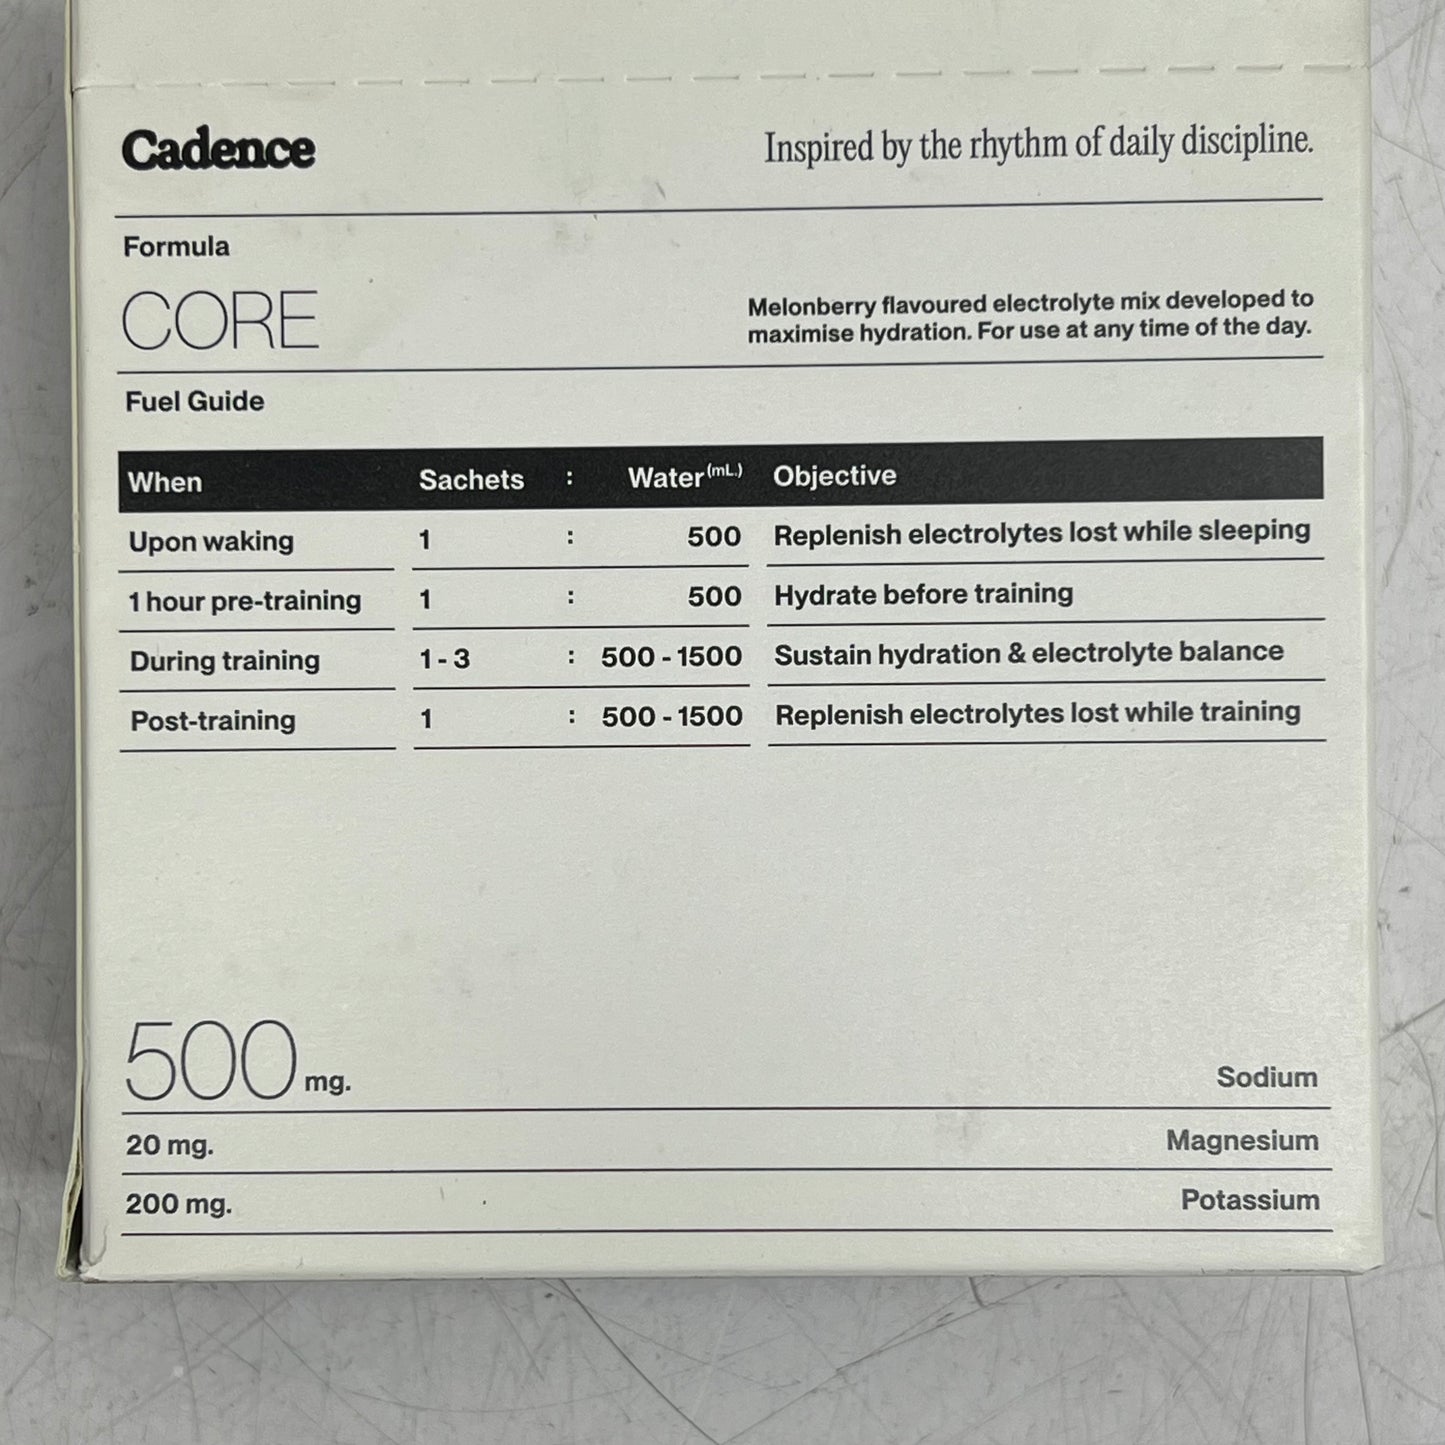 Cadence
Inspired by the rhythm of daily discipline.
Formula
CORE
Melonberry flavoured electrolyte mix developed to
maximise hydration. For use at any time of the day.
Fuel Guide
When Sachets : Water (mL.) Objective
Upon waking 1 : 500 Replenish electrolytes lost while sleeping
1 hour pre-training 1 : 500 Hydrate before training
During training 1 - 3 : 500 - 1500 Sustain hydration & electrolyte balance
Post-training 1 : 500 - 1500 Replenish electrolytes lost while training
500 mg. Sodium
20 mg. Magnesium
200 mg. Potassium